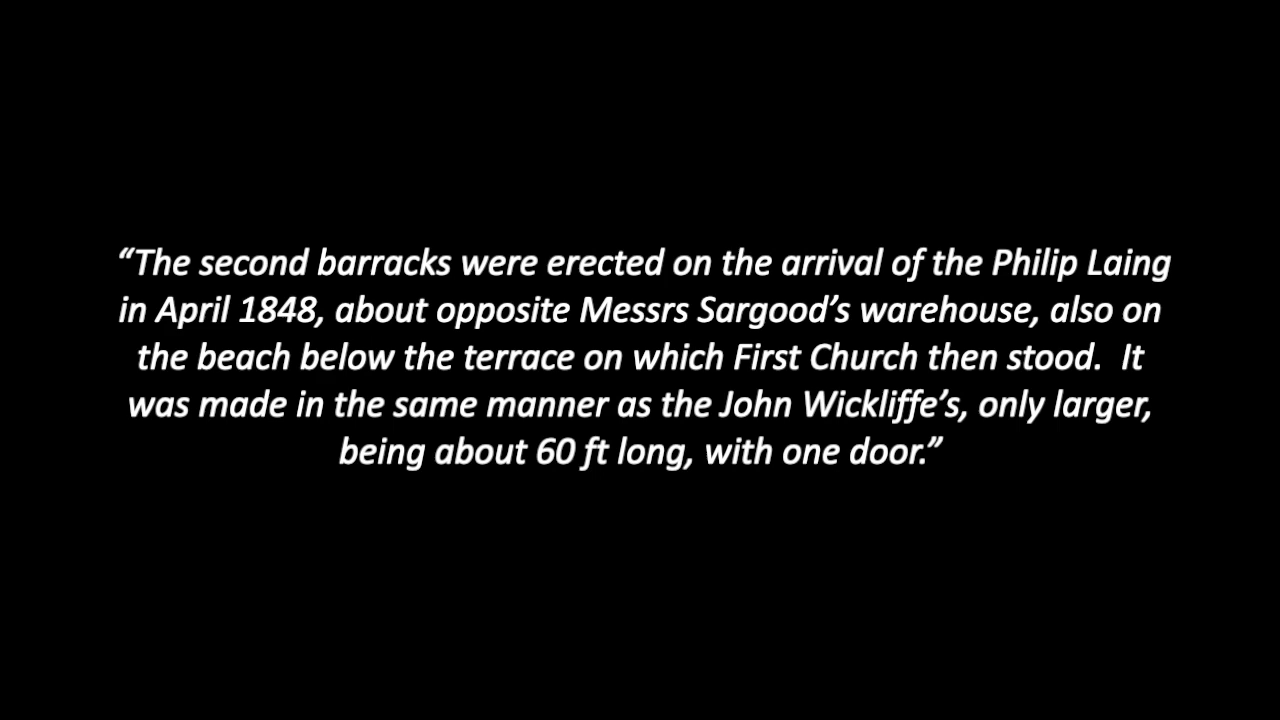 “The second barracks were erected on the arrival of the Philip Laing
in April 1848, about opposite Messrs Sargood’s warehouse, also on
the beach below the terrace on which First Church then stood.  It
was made in the same manner as the John Wickliffe’s, only larger,
being about 60 ft long, with one door.”